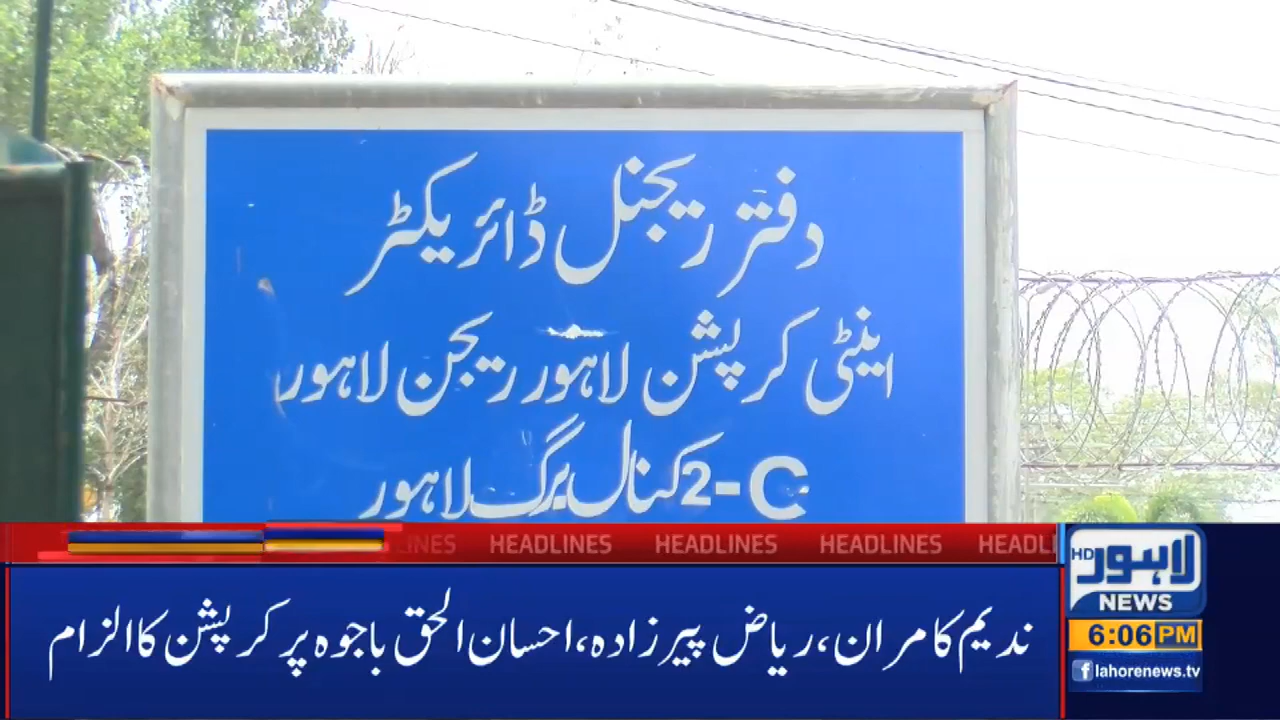 دفتر ریجنل ڈائریکٹر
اینٹی کرپشن لاہور ریجن لاہور
2-C کنال برگ لاہور
HEADLINES HEADLINES HEADLINES
ندیم کامران، ریاض پیرزادہ، احسان الحق باجوہ پر کرپشن کا الزام
HD لاہور
NEWS
6:06 PM
f lahorenews.tv